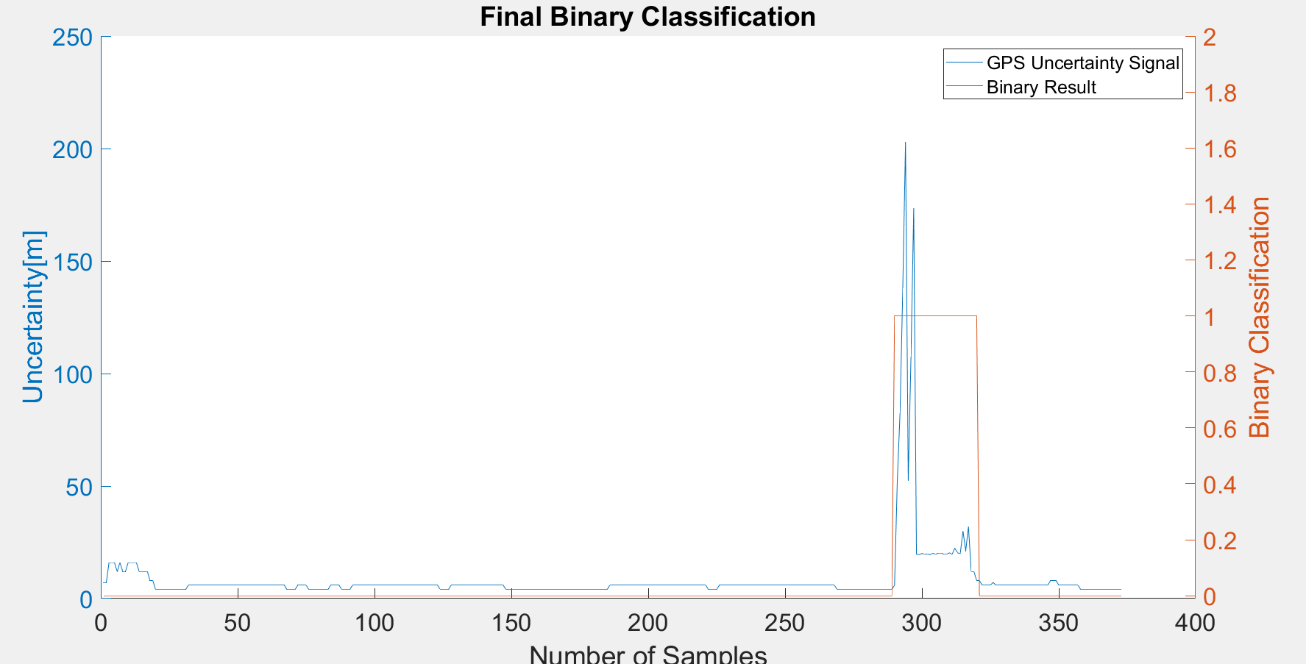 Final Binary Classification
250
200
150
100
50
0
Uncertainty[m]
GPS Uncertainty Signal
Binary Result
2
1.8
1.6
1.4
1.2
1
0.8
0.6
0.4
0.2
0
Binary Classification
0 50 100 150 200 250 300 350 400
Number of Samples